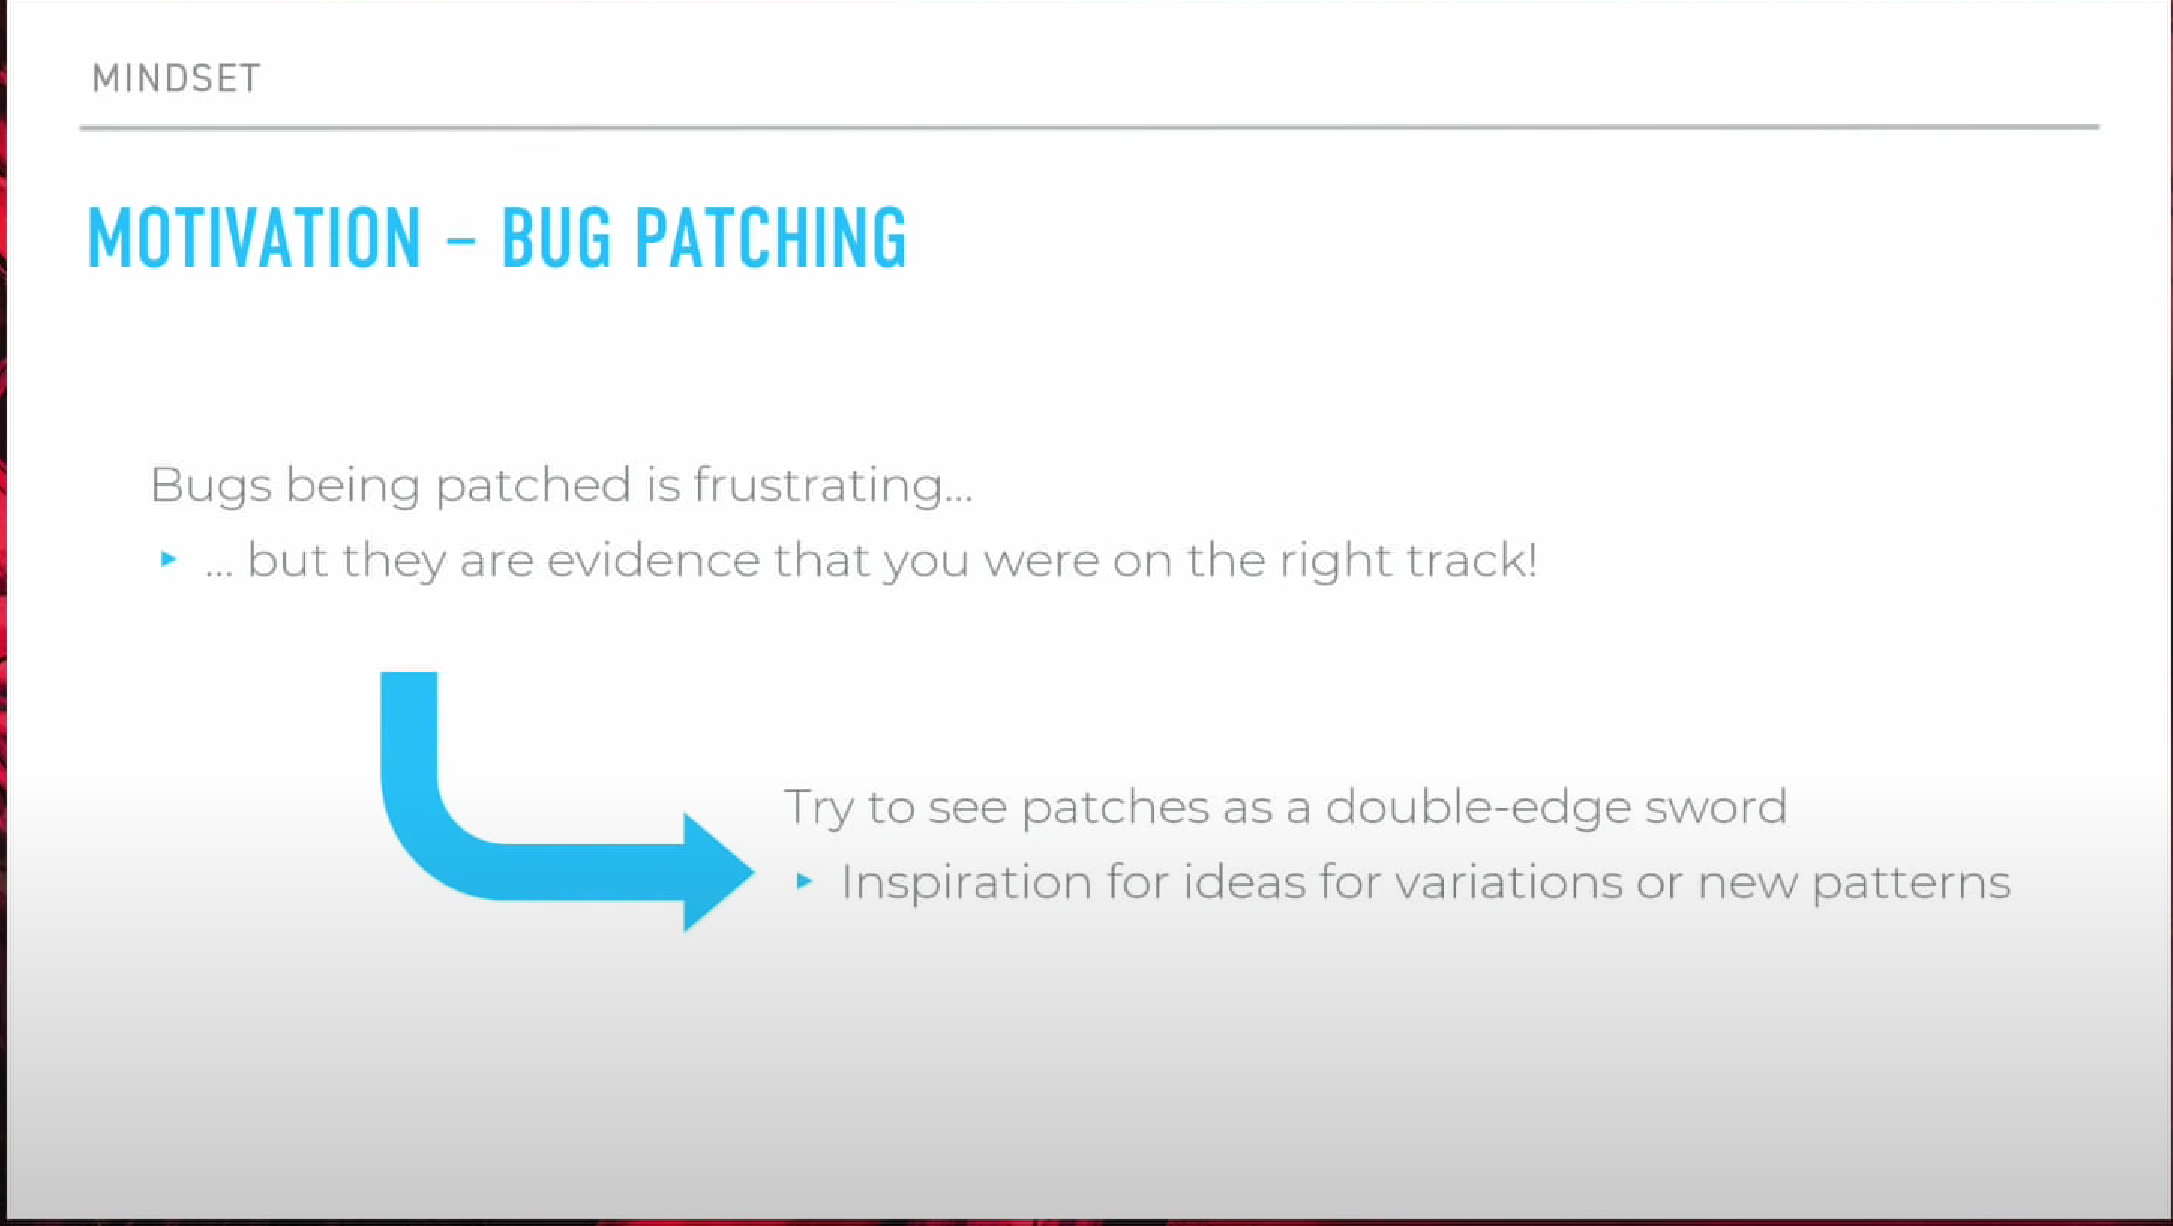 MINDSET
MOTIVATION – BUG PATCHING
Bugs being patched is frustrating...
▸ ... but they are evidence that you were on the right track!
Try to see patches as a double-edge sword
▸ Inspiration for ideas for variations or new patterns